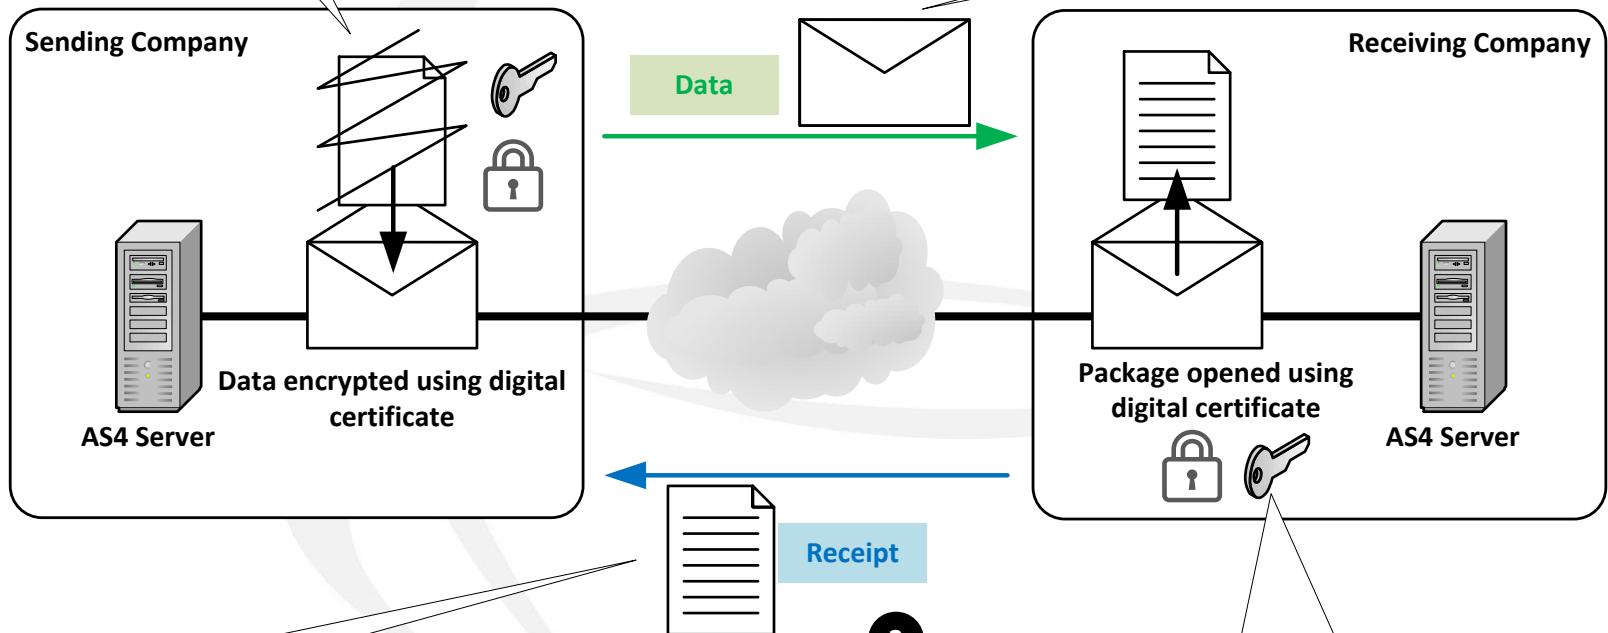 Sending Company
Data
Receiving Company
Data encrypted using digital
certificate
AS4 Server
Package opened using
digital certificate
AS4 Server
Receipt